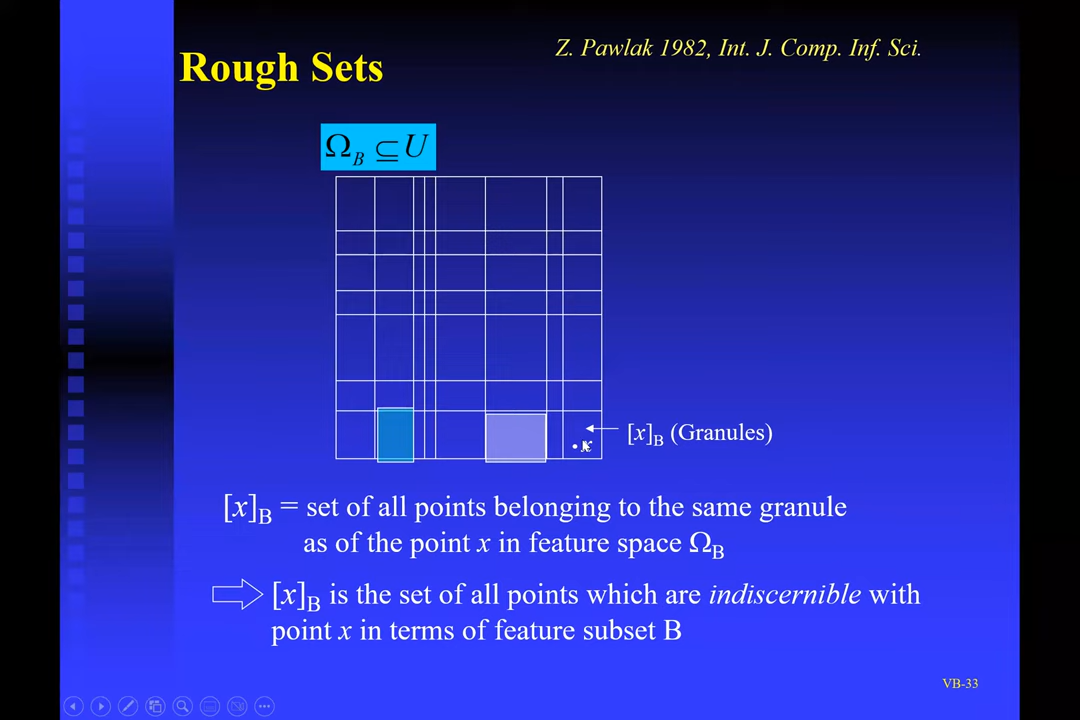 Z. Pawlak 1982, Int. J. Comp. Inf. Sci.
Rough Sets
Ω_B ⊆ U
[x]_B (Granules)
x
[x]_B = set of all points belonging to the same granule
as of the point x in feature space Ω_B
[x]_B is the set of all points which are indiscernible with
point x in terms of feature subset B
VB-33